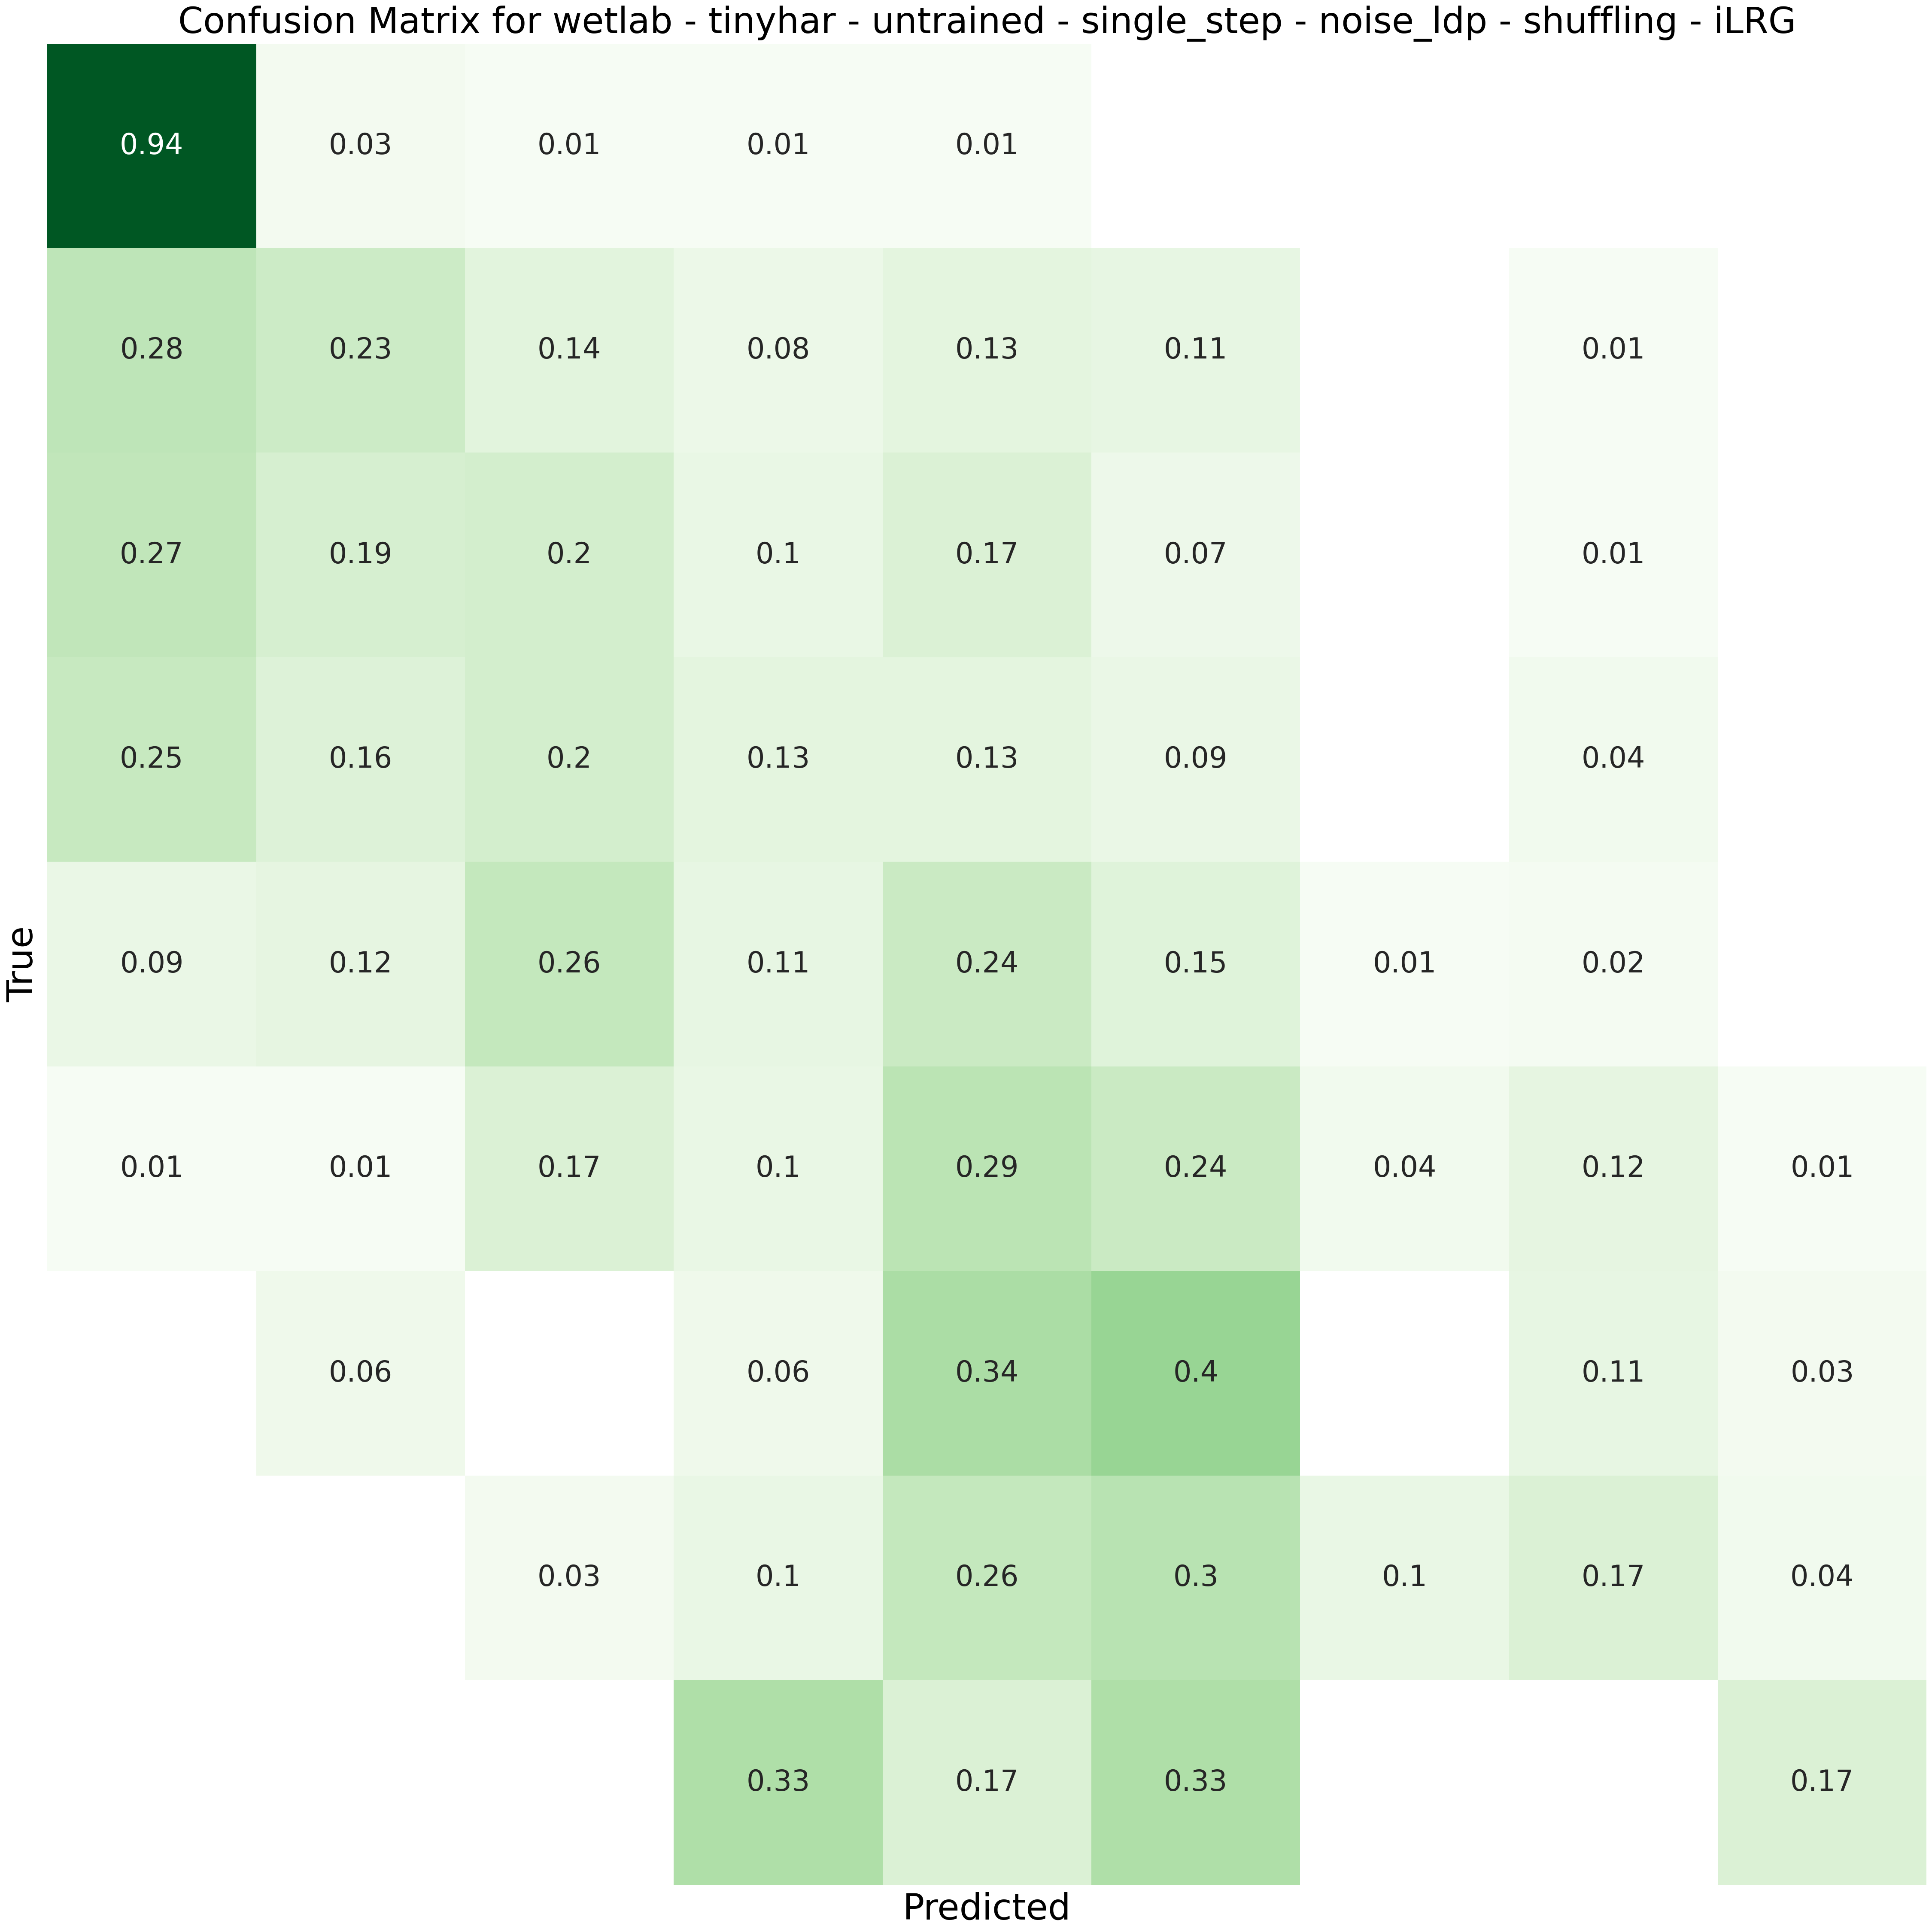 Confusion Matrix for wetlab - tinyhar - untrained - single_step - noise_ldp - shuffling - iLRG
0.94 0.03 0.01 0.01 0.01
0.28 0.23 0.14 0.08 0.13 0.11 0.01
0.27 0.19 0.2 0.1 0.17 0.07 0.01
0.25 0.16 0.2 0.13 0.13 0.09 0.04
0.09 0.12 0.26 0.11 0.24 0.15 0.01 0.02
True
0.01 0.01 0.17 0.1 0.29 0.24 0.04 0.12 0.01
0.06 0.06 0.34 0.4 0.11 0.03
0.03 0.1 0.26 0.3 0.1 0.17 0.04
0.33 0.17 0.33 0.17
Predicted